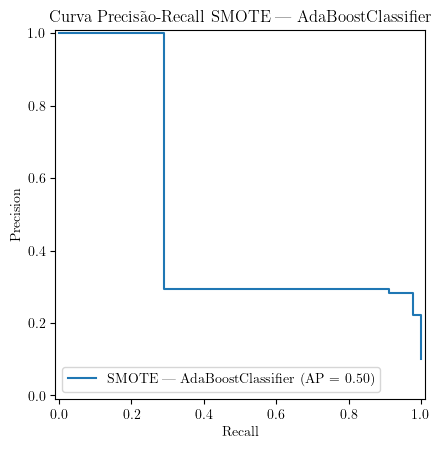 Curva Precisão-Recall SMOTE — AdaBoostClassifier
1.0
0.8
0.6
0.4
0.2
0.0
Precision
SMOTE — AdaBoostClassifier (AP = 0.50)
0.0 0.2 0.4 0.6 0.8 1.0
Recall